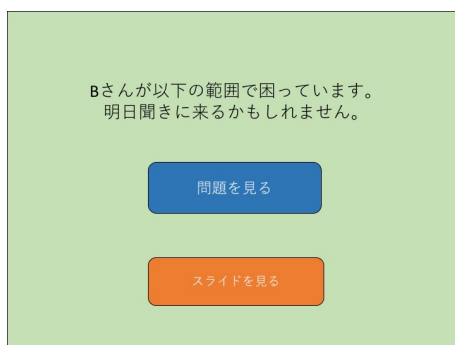 Bさんが以下の範囲で困っています。
明日聞きに来るかもしれません。
問題を見る
スライドを見る